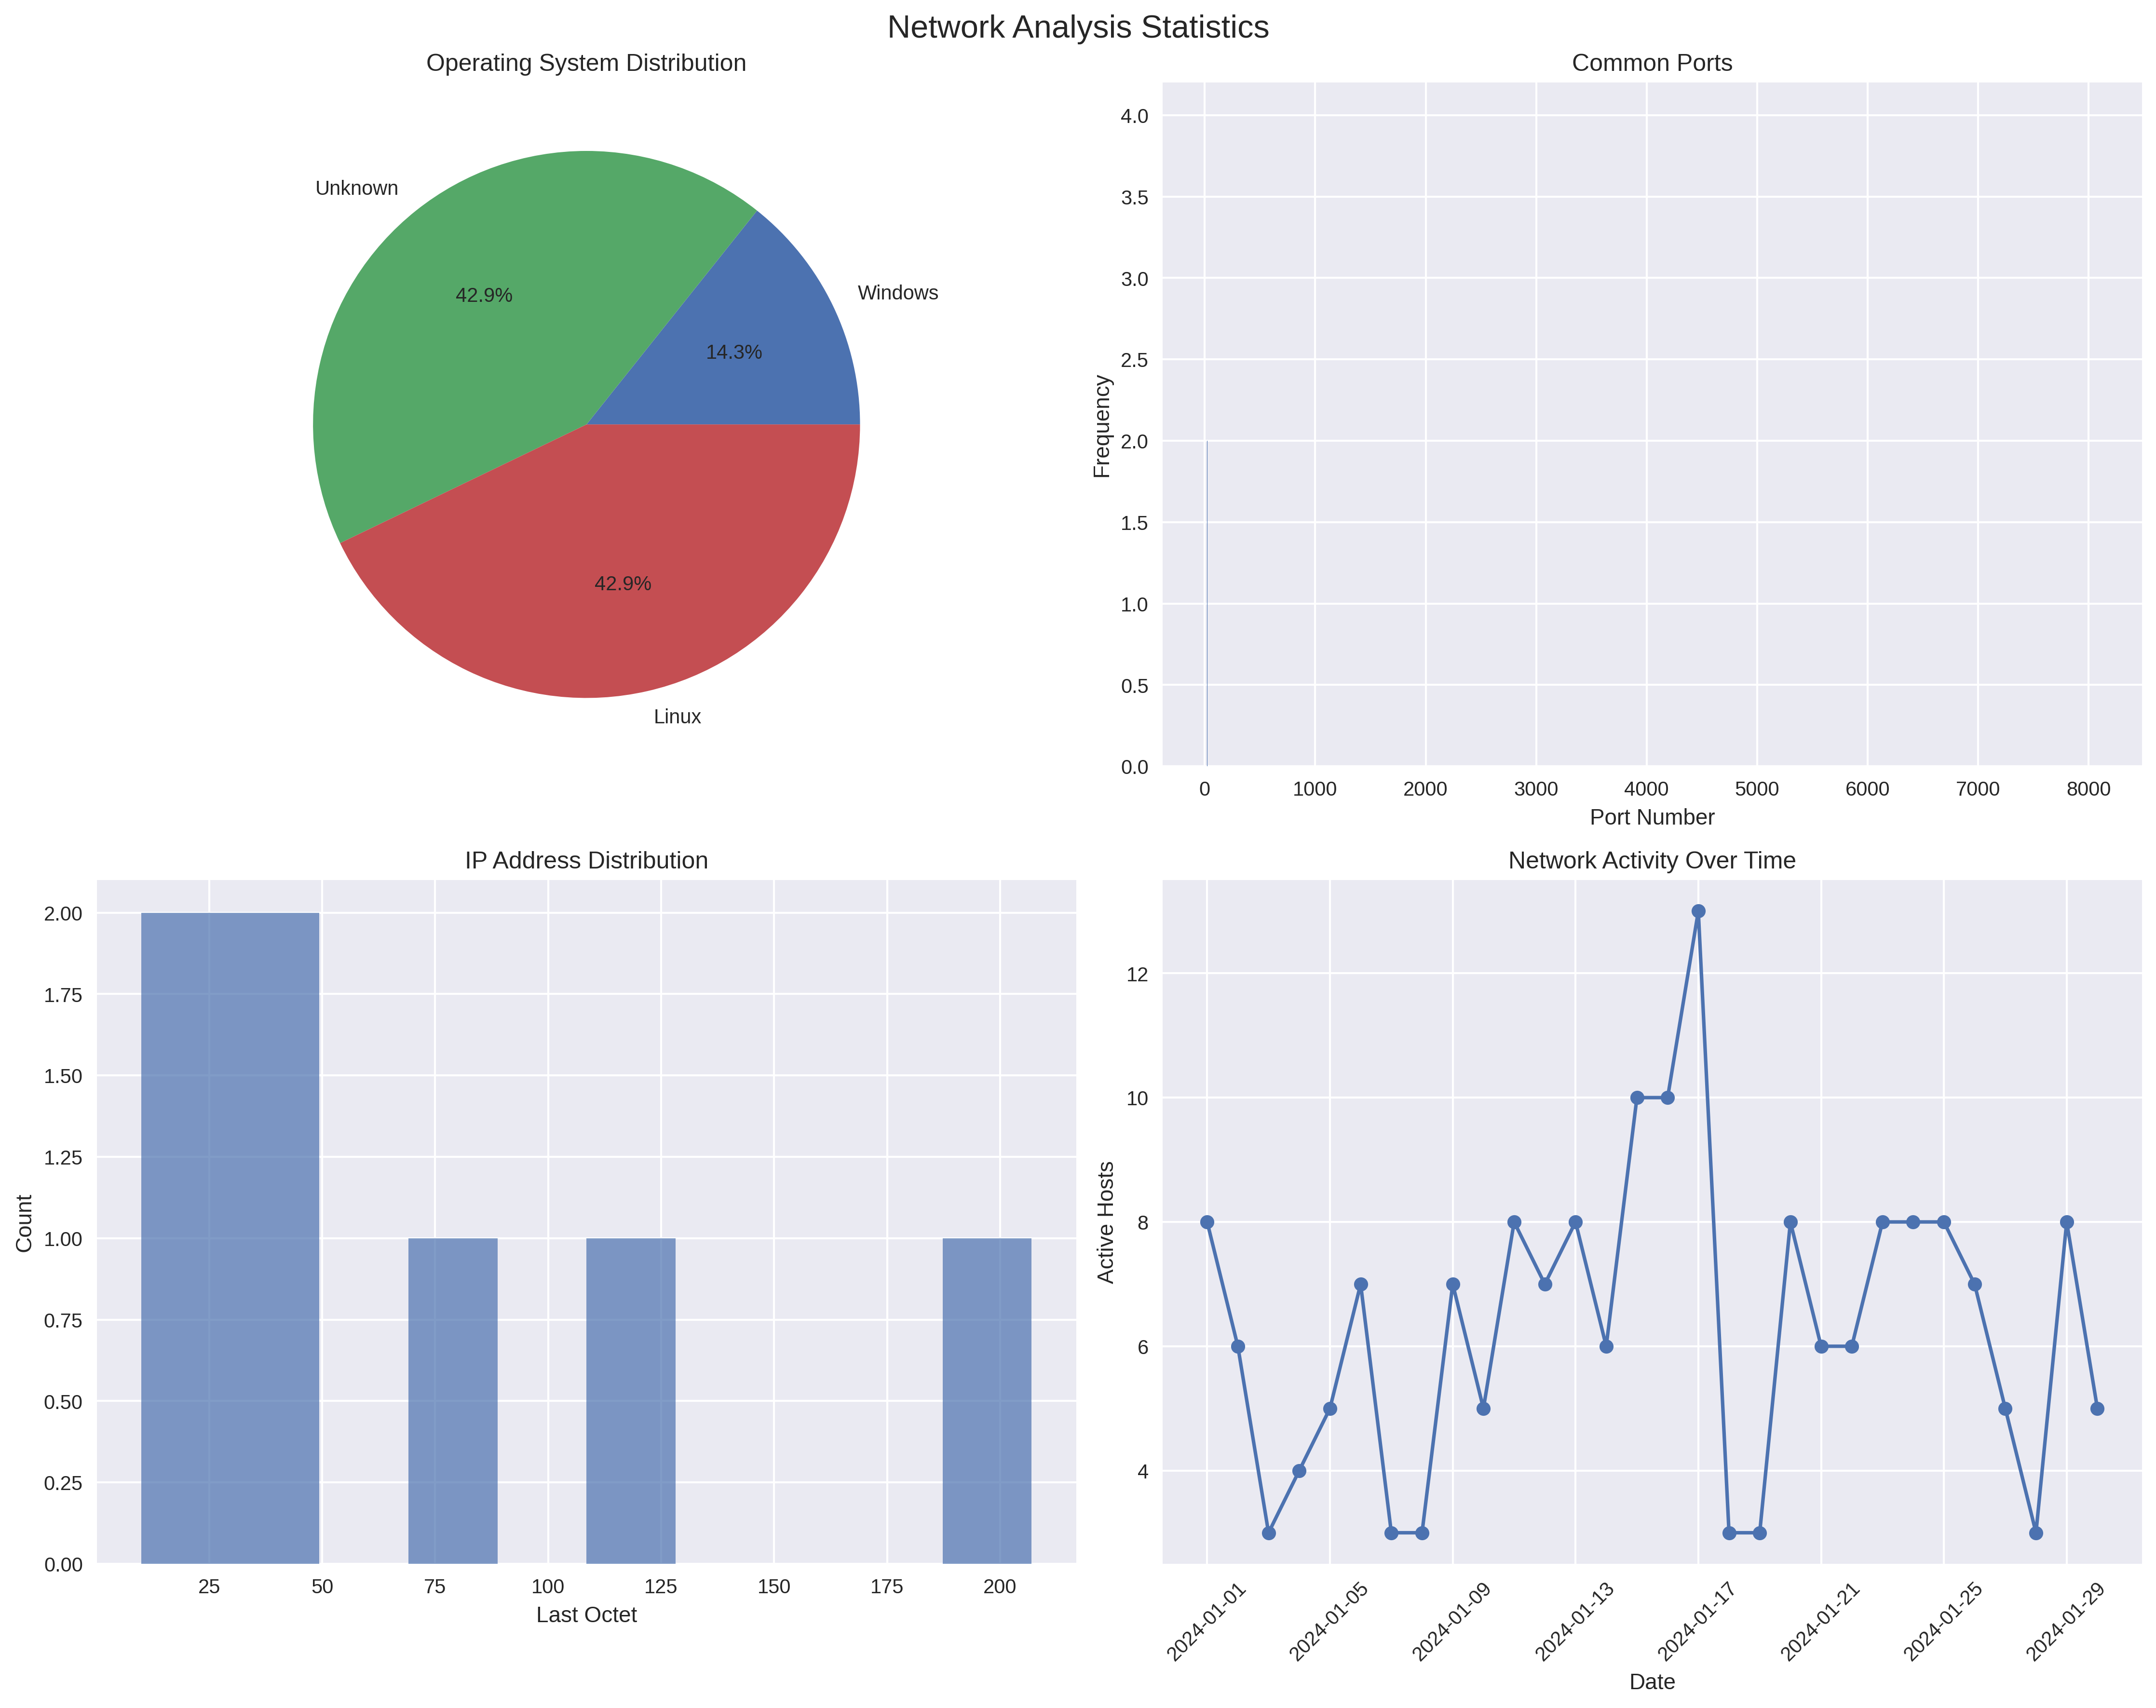 Network Analysis Statistics
Operating System Distribution
Unknown
Windows
42.9%
14.3%
42.9%
Linux
Common Ports
4.0
3.5
3.0
2.5
2.0
1.5
1.0
0.5
0.0
Frequency
0 1000 2000 3000 4000 5000 6000 7000 8000
Port Number
IP Address Distribution
2.00
1.75
1.50
1.25
1.00
0.75
0.50
0.25
0.00
Count
25 50 75 100 125 150 175 200
Last Octet
Network Activity Over Time
12
10
8
6
4
Active Hosts
2024-01-01 2024-01-05 2024-01-09 2024-01-13 2024-01-17 2024-01-21 2024-01-25 2024-01-29
Date